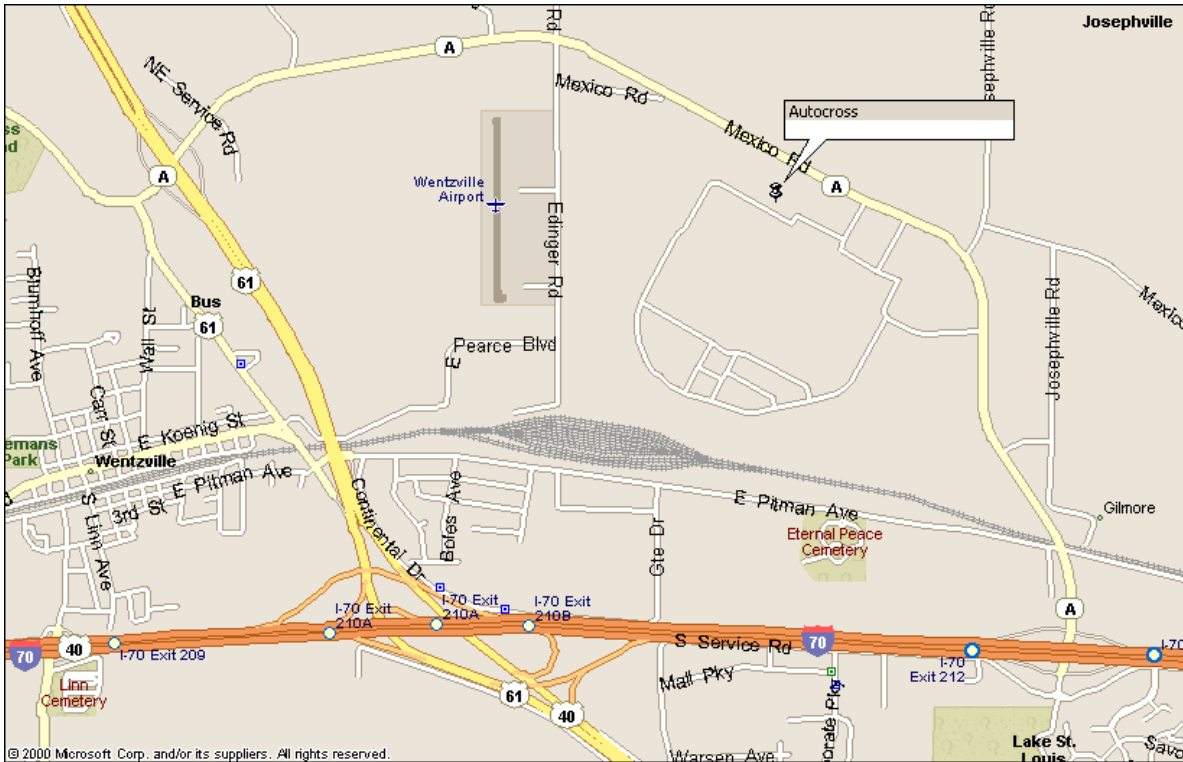 Josephville
Rd
A
NE Service
Rd
Mexico Rd
Autocross
Mexico Rd
A
A
Wentzville
Airport
Edinger Rd
61
Bus
61
Wall St
Blumhoff Ave
Carr St
E Pearce Blvd
Josephville Rd
Mexico
E Koenig St
Wentzville
Park
E Pitman Ave
3rd St
S Linn Ave
Continental Dr
Boles Ave
Gte Dr
E Pitman Ave
Eternal Peace
Cemetery
Gilmore
I-70 Exit
210A
I-70 Exit
210A
I-70 Exit
210B
A
70
40
I-70 Exit 209
S Service Rd
70
I-70
Exit 212
I-70
Linn
Cemetery
Mall Pky
61
40
Warsen Ave
Lake St.
Louis
© 2000 Microsoft Corp. and/or its suppliers. All rights reserved.